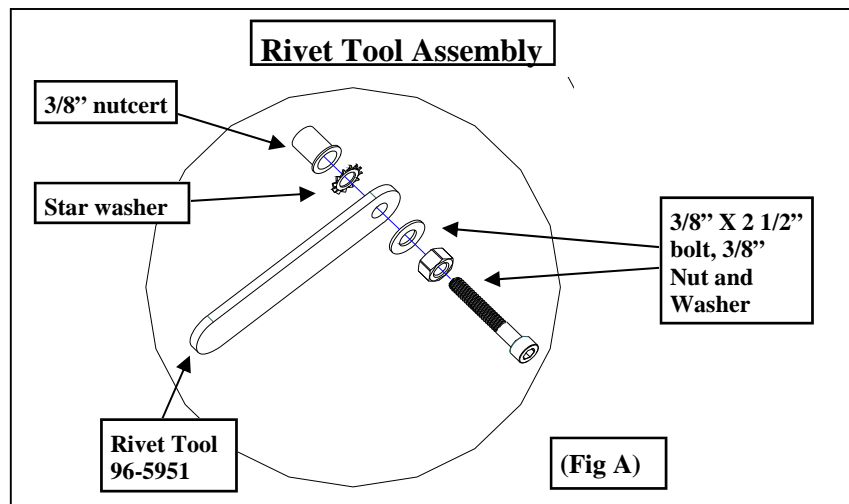 Rivet Tool Assembly
3/8” nutcert
Star washer
3/8” X 2 1/2”
bolt, 3/8”
Nut and
Washer
Rivet Tool
96-5951
(Fig A)